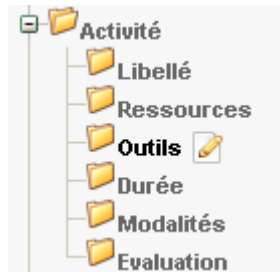 Activité
Libellé
Ressources
Outils
Durée
Modalités
Evaluation